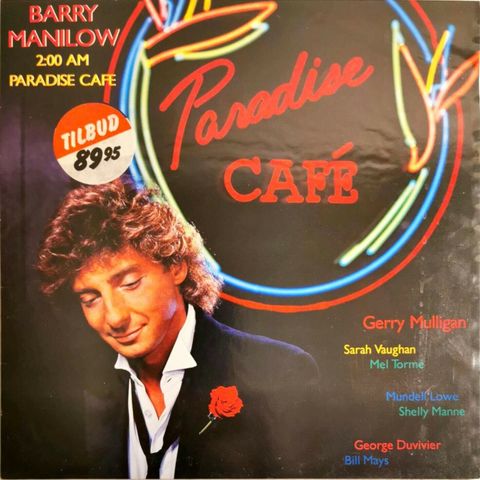 BARRY
MANILOW
2:00 AM
PARADISE CAFE
TILBUD
89.95
Paradise
CAFÉ
Gerry Mulligan
Sarah Vaughan
Mel Tormé
Mundell Lowe
Shelly Manne
George Duvivier
Bill Mays